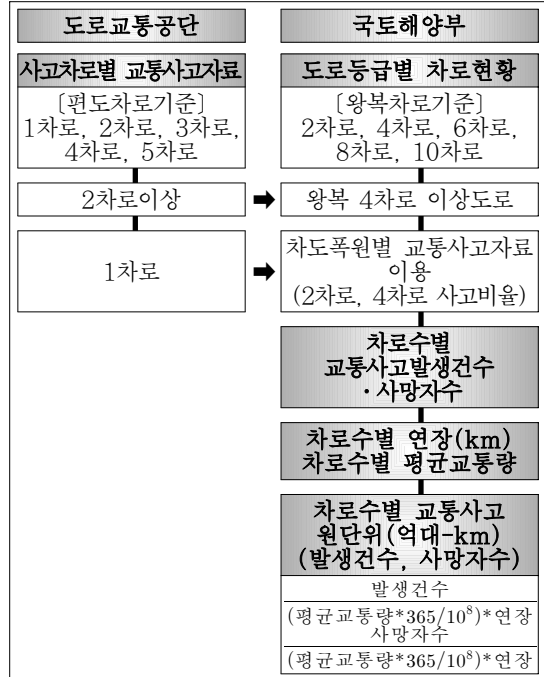 도로교통공단
국토해양부
사고차로별 교통사고자료
도로등급별 차로현황
〔편도차로기준〕
1차로, 2차로, 3차로,
4차로, 5차로
〔왕복차로기준〕
2차로, 4차로, 6차로,
8차로, 10차로
2차로이상
➡
왕복 4차로 이상도로
1차로
➡
차도폭원별 교통사고자료
이용
(2차로, 4차로 사고비율)
차로수별
교통사고발생건수
·사망자수
차로수별 연장(km)
차로수별 평균교통량
차로수별 교통사고
원단위(억대-km)
(발생건수, 사망자수)
발생건수
(평균교통량*365/10⁸)*연장
사망자수
(평균교통량*365/10⁸)*연장